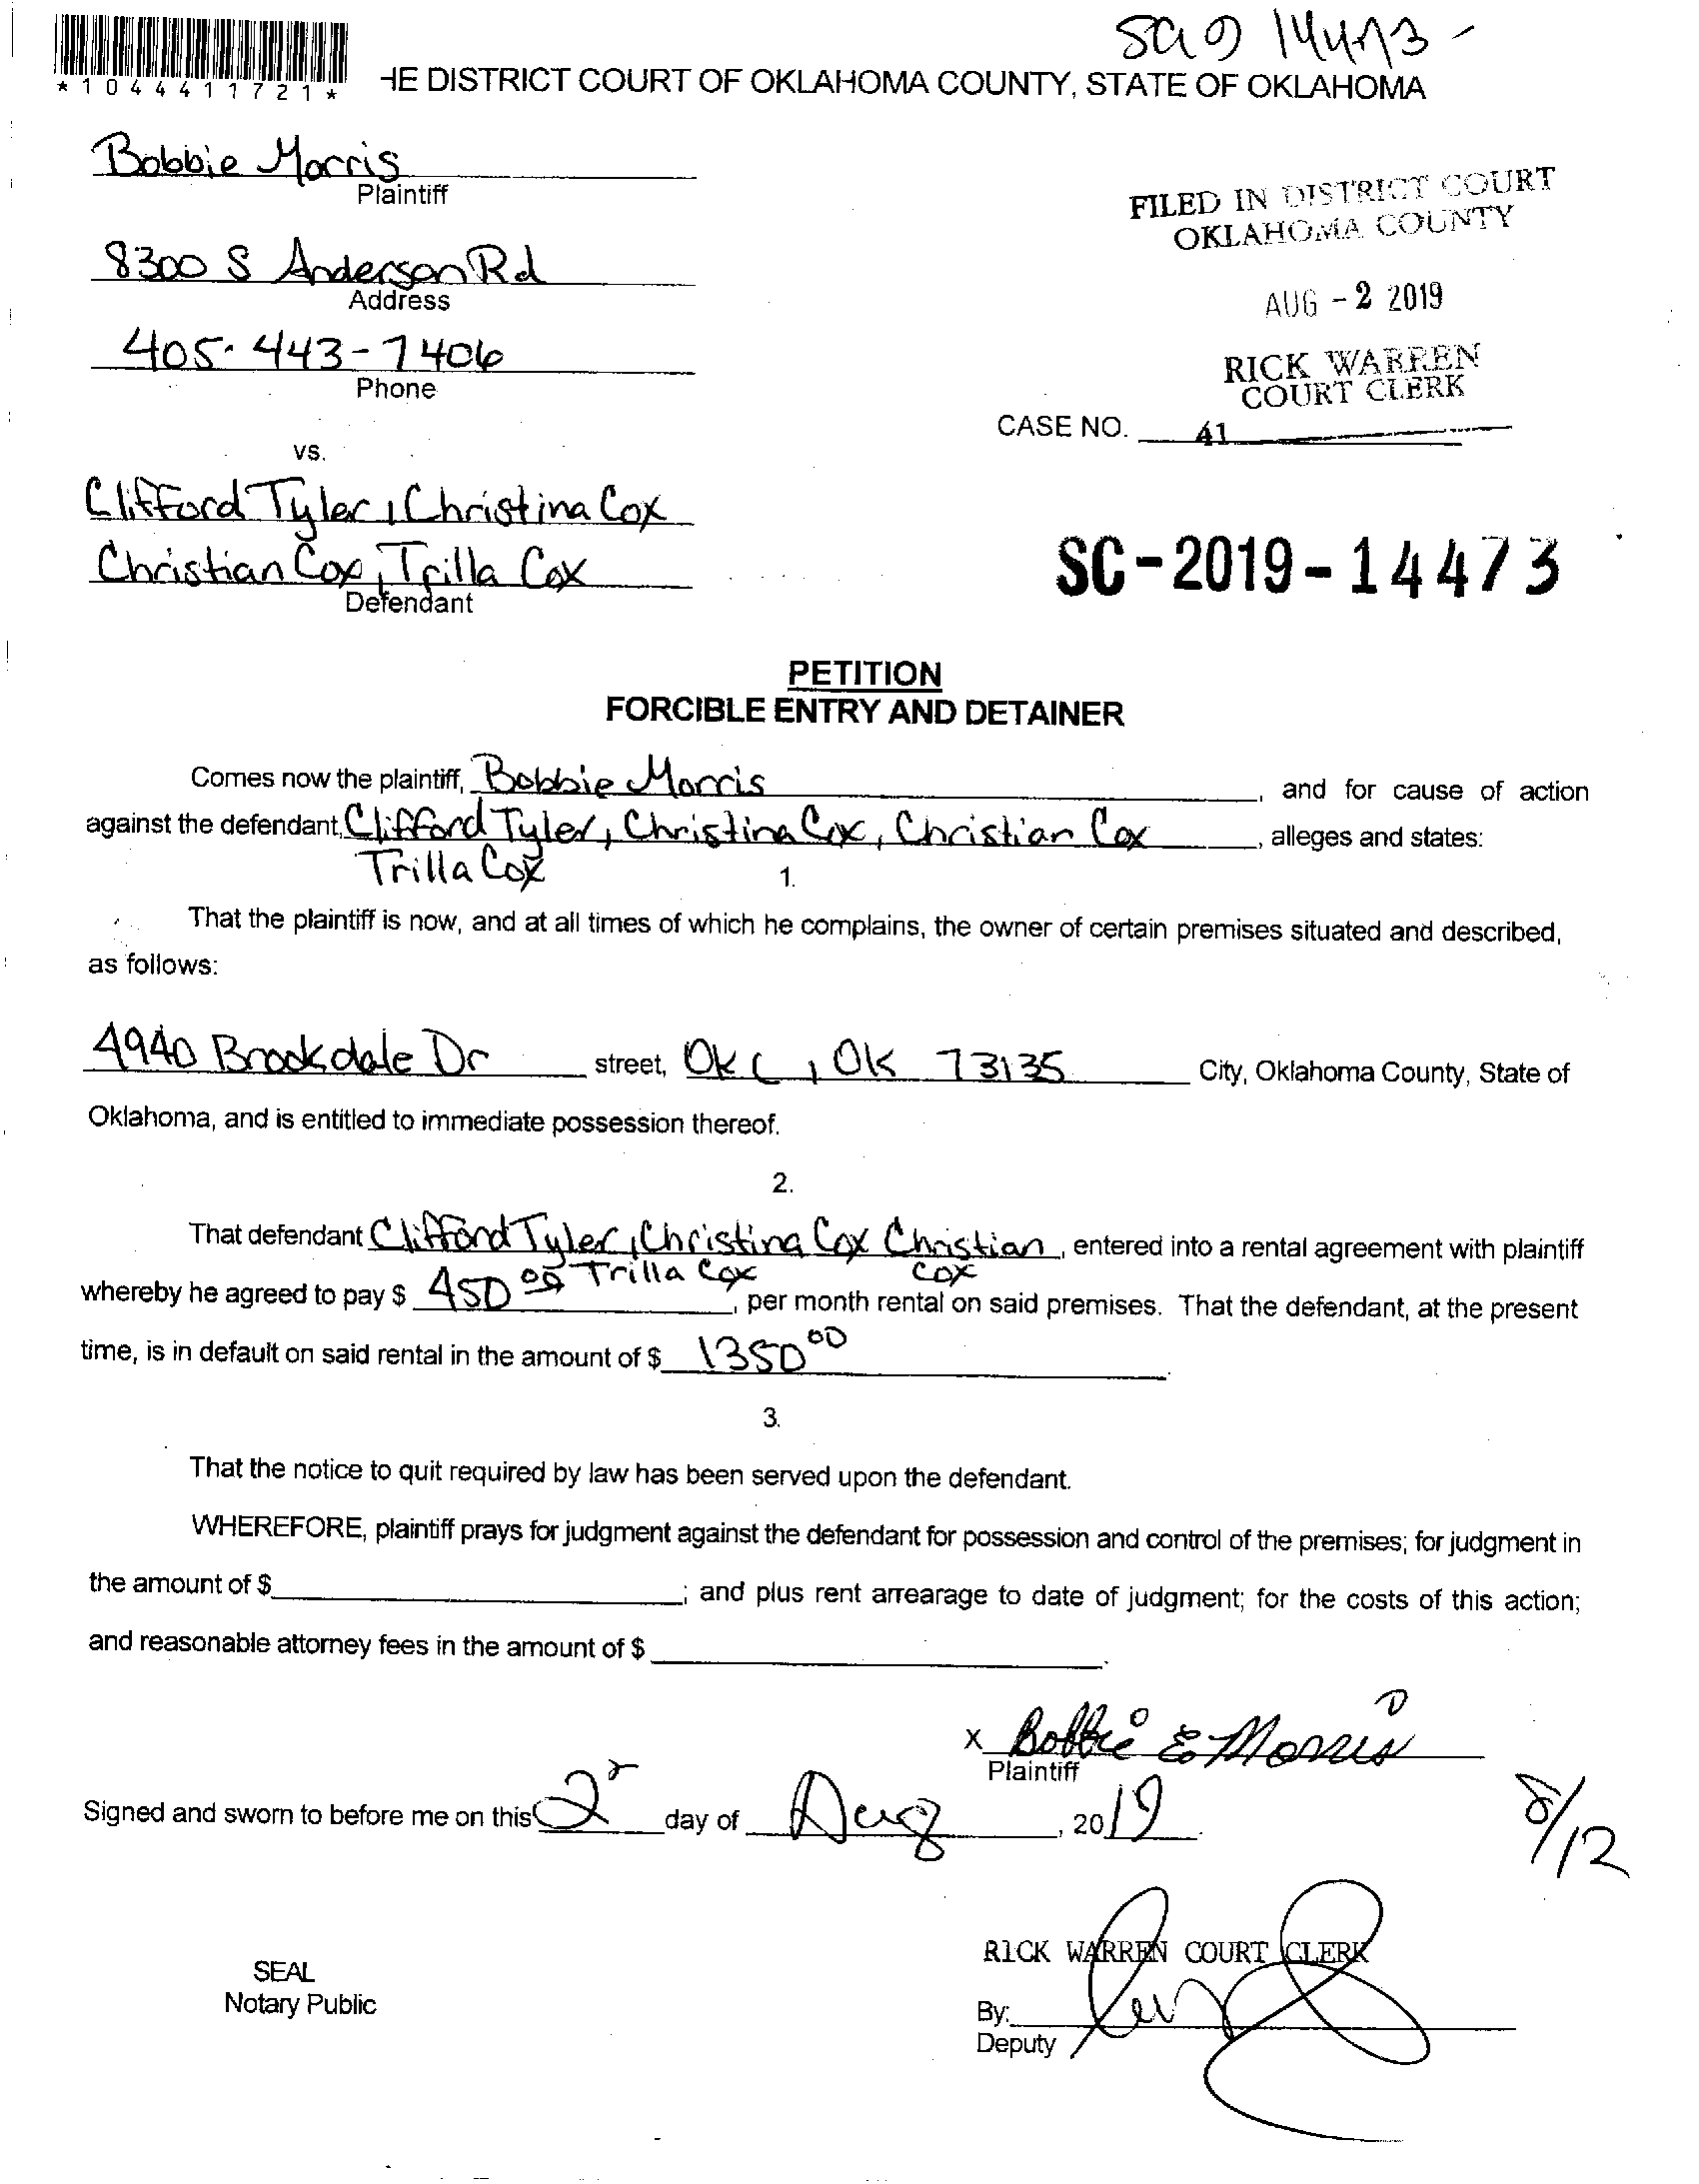 SC19 14473 -
*1044411721*
HE DISTRICT COURT OF OKLAHOMA COUNTY, STATE OF OKLAHOMA
Bobbie Morris
Plaintiff
FILED IN DISTRICT COURT
OKLAHOMA COUNTY
8300 S Anderson Rd
Address
AUG - 2 2019
405-443-7406
Phone
RICK WARREN
COURT CLERK
CASE NO. 41
vs.
Clifford Tyler, Christina Cox
Christian Cox, Trilla Cox
Defendant
SC-2019-14473
PETITION
FORCIBLE ENTRY AND DETAINER
Comes now the plaintiff, Bobbie Morris, and for cause of action
against the defendant, Clifford Tyler, Christina Cox, Christian Cox, alleges and states:
Trilla Cox
1.
That the plaintiff is now, and at all times of which he complains, the owner of certain premises situated and described,
as follows:
4940 Brookdale Dr street, OKC, OK 73135 City, Oklahoma County, State of
Oklahoma, and is entitled to immediate possession thereof.
2.
That defendant Clifford Tyler, Christina Cox Christian, entered into a rental agreement with plaintiff
Trilla Cox Cox
whereby he agreed to pay $ 450 00, per month rental on said premises. That the defendant, at the present
time, is in default on said rental in the amount of $ 1350 00.
3.
That the notice to quit required by law has been served upon the defendant.
WHEREFORE, plaintiff prays for judgment against the defendant for possession and control of the premises; for judgment in
the amount of $ ; and plus rent arrearage to date of judgment; for the costs of this action;
and reasonable attorney fees in the amount of $ .
X Bobbie E Morris
Plaintiff
Signed and sworn to before me on this 2 day of Aug, 2019.
8/12
RICK WARREN COURT CLERK
SEAL
Notary Public
By:
Deputy